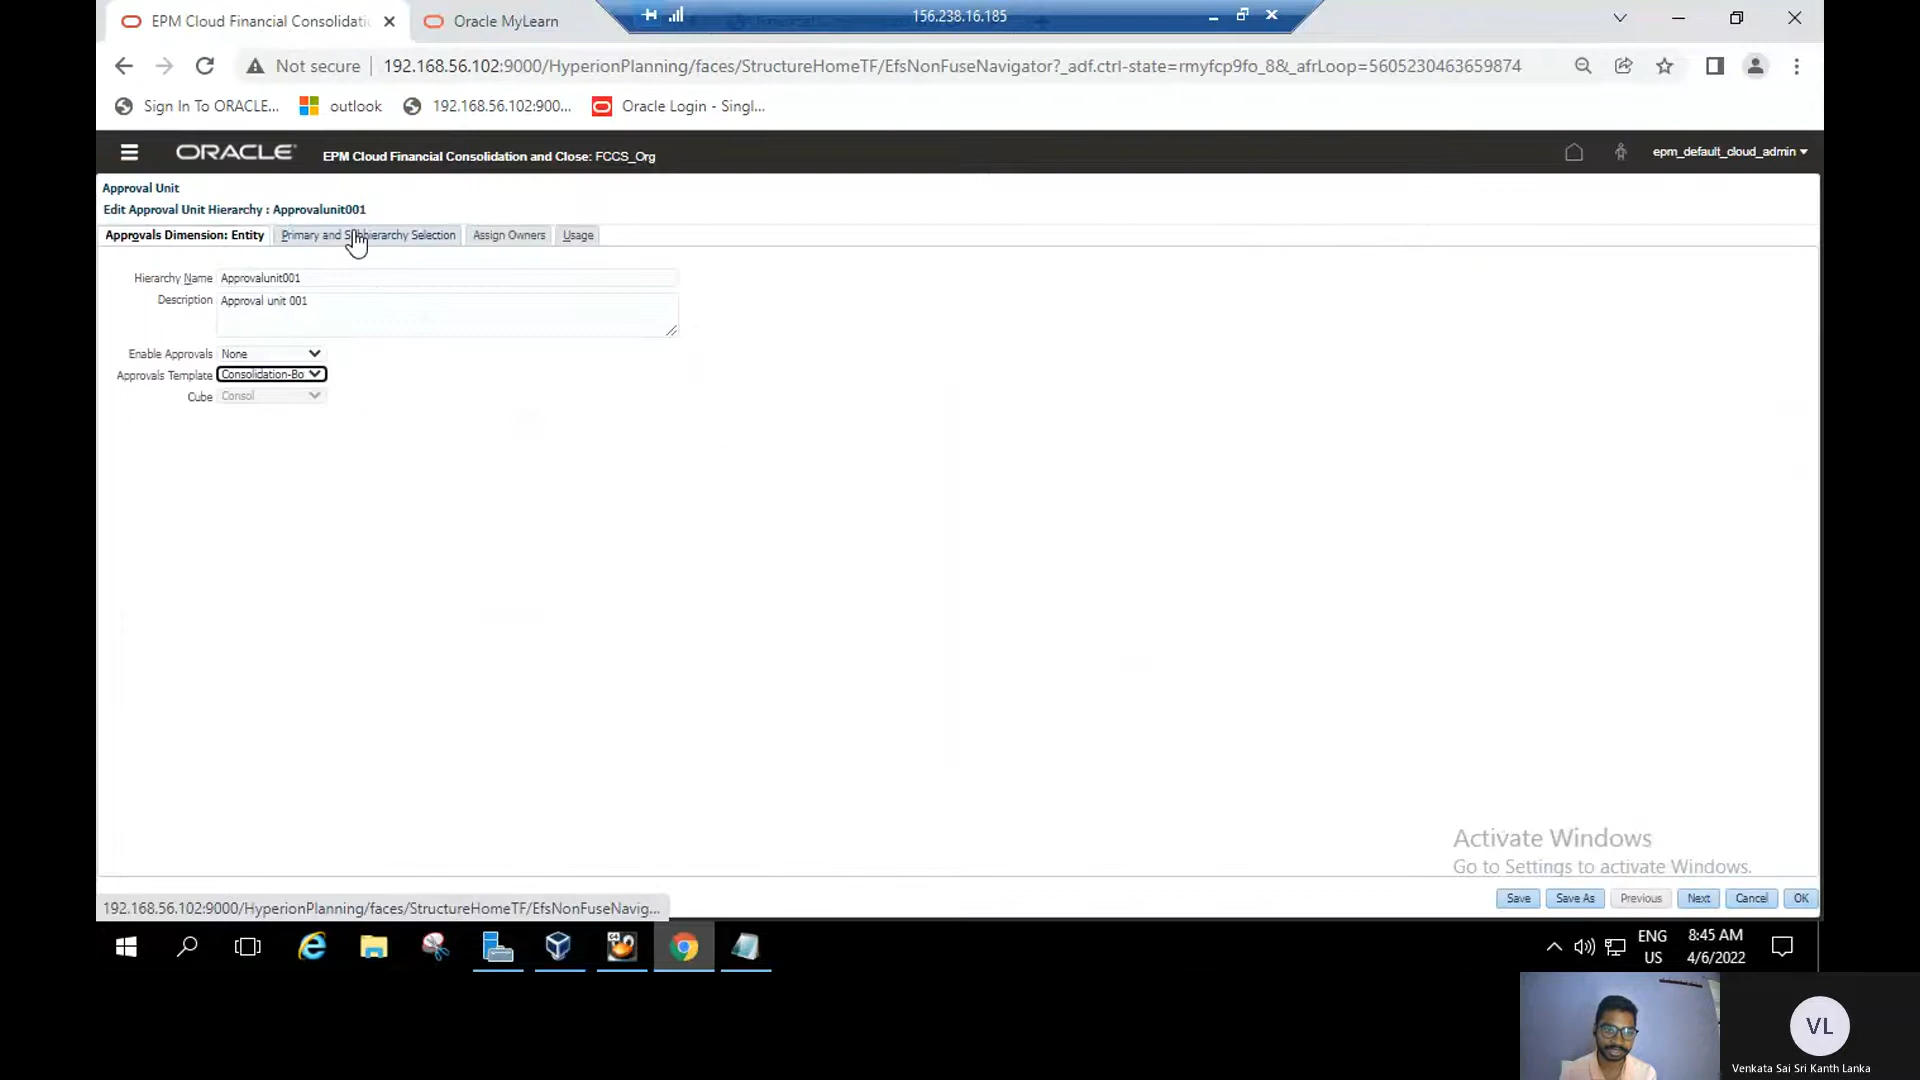 EPM Cloud Financial Consolidati
Oracle MyLearn
156.238.16.185
Not secure
192.168.56.102:9000/HyperionPlanning/faces/StructureHomeTF/EfsNonFuseNavigator?_adf.ctrl-state=rmyfcp9fo_8&_afrLoop=5605230463659874
Sign In To ORACLE...
outlook
192.168.56.102:900...
Oracle Login - Singl...
ORACLE
EPM Cloud Financial Consolidation and Close: FCCS_Org
epm_default_cloud_admin
Approval Unit
Edit Approval Unit Hierarchy : Approvalunit001
Approvals Dimension: Entity
Primary and Subhierarchy Selection
Assign Owners
Usage
Hierarchy Name Approvalunit001
Description Approval unit 001
Enable Approvals None
Approvals Template Consolidation-Bo
Cube Consol
Activate Windows
Go to Settings to activate Windows.
Save
Save As
Previous
Next
Cancel
OK
192.168.56.102:9000/HyperionPlanning/faces/StructureHomeTF/EfsNonFuseNavig...
ENG
US
8:45 AM
4/6/2022
VL
Venkata Sai Sri Kanth Lanka